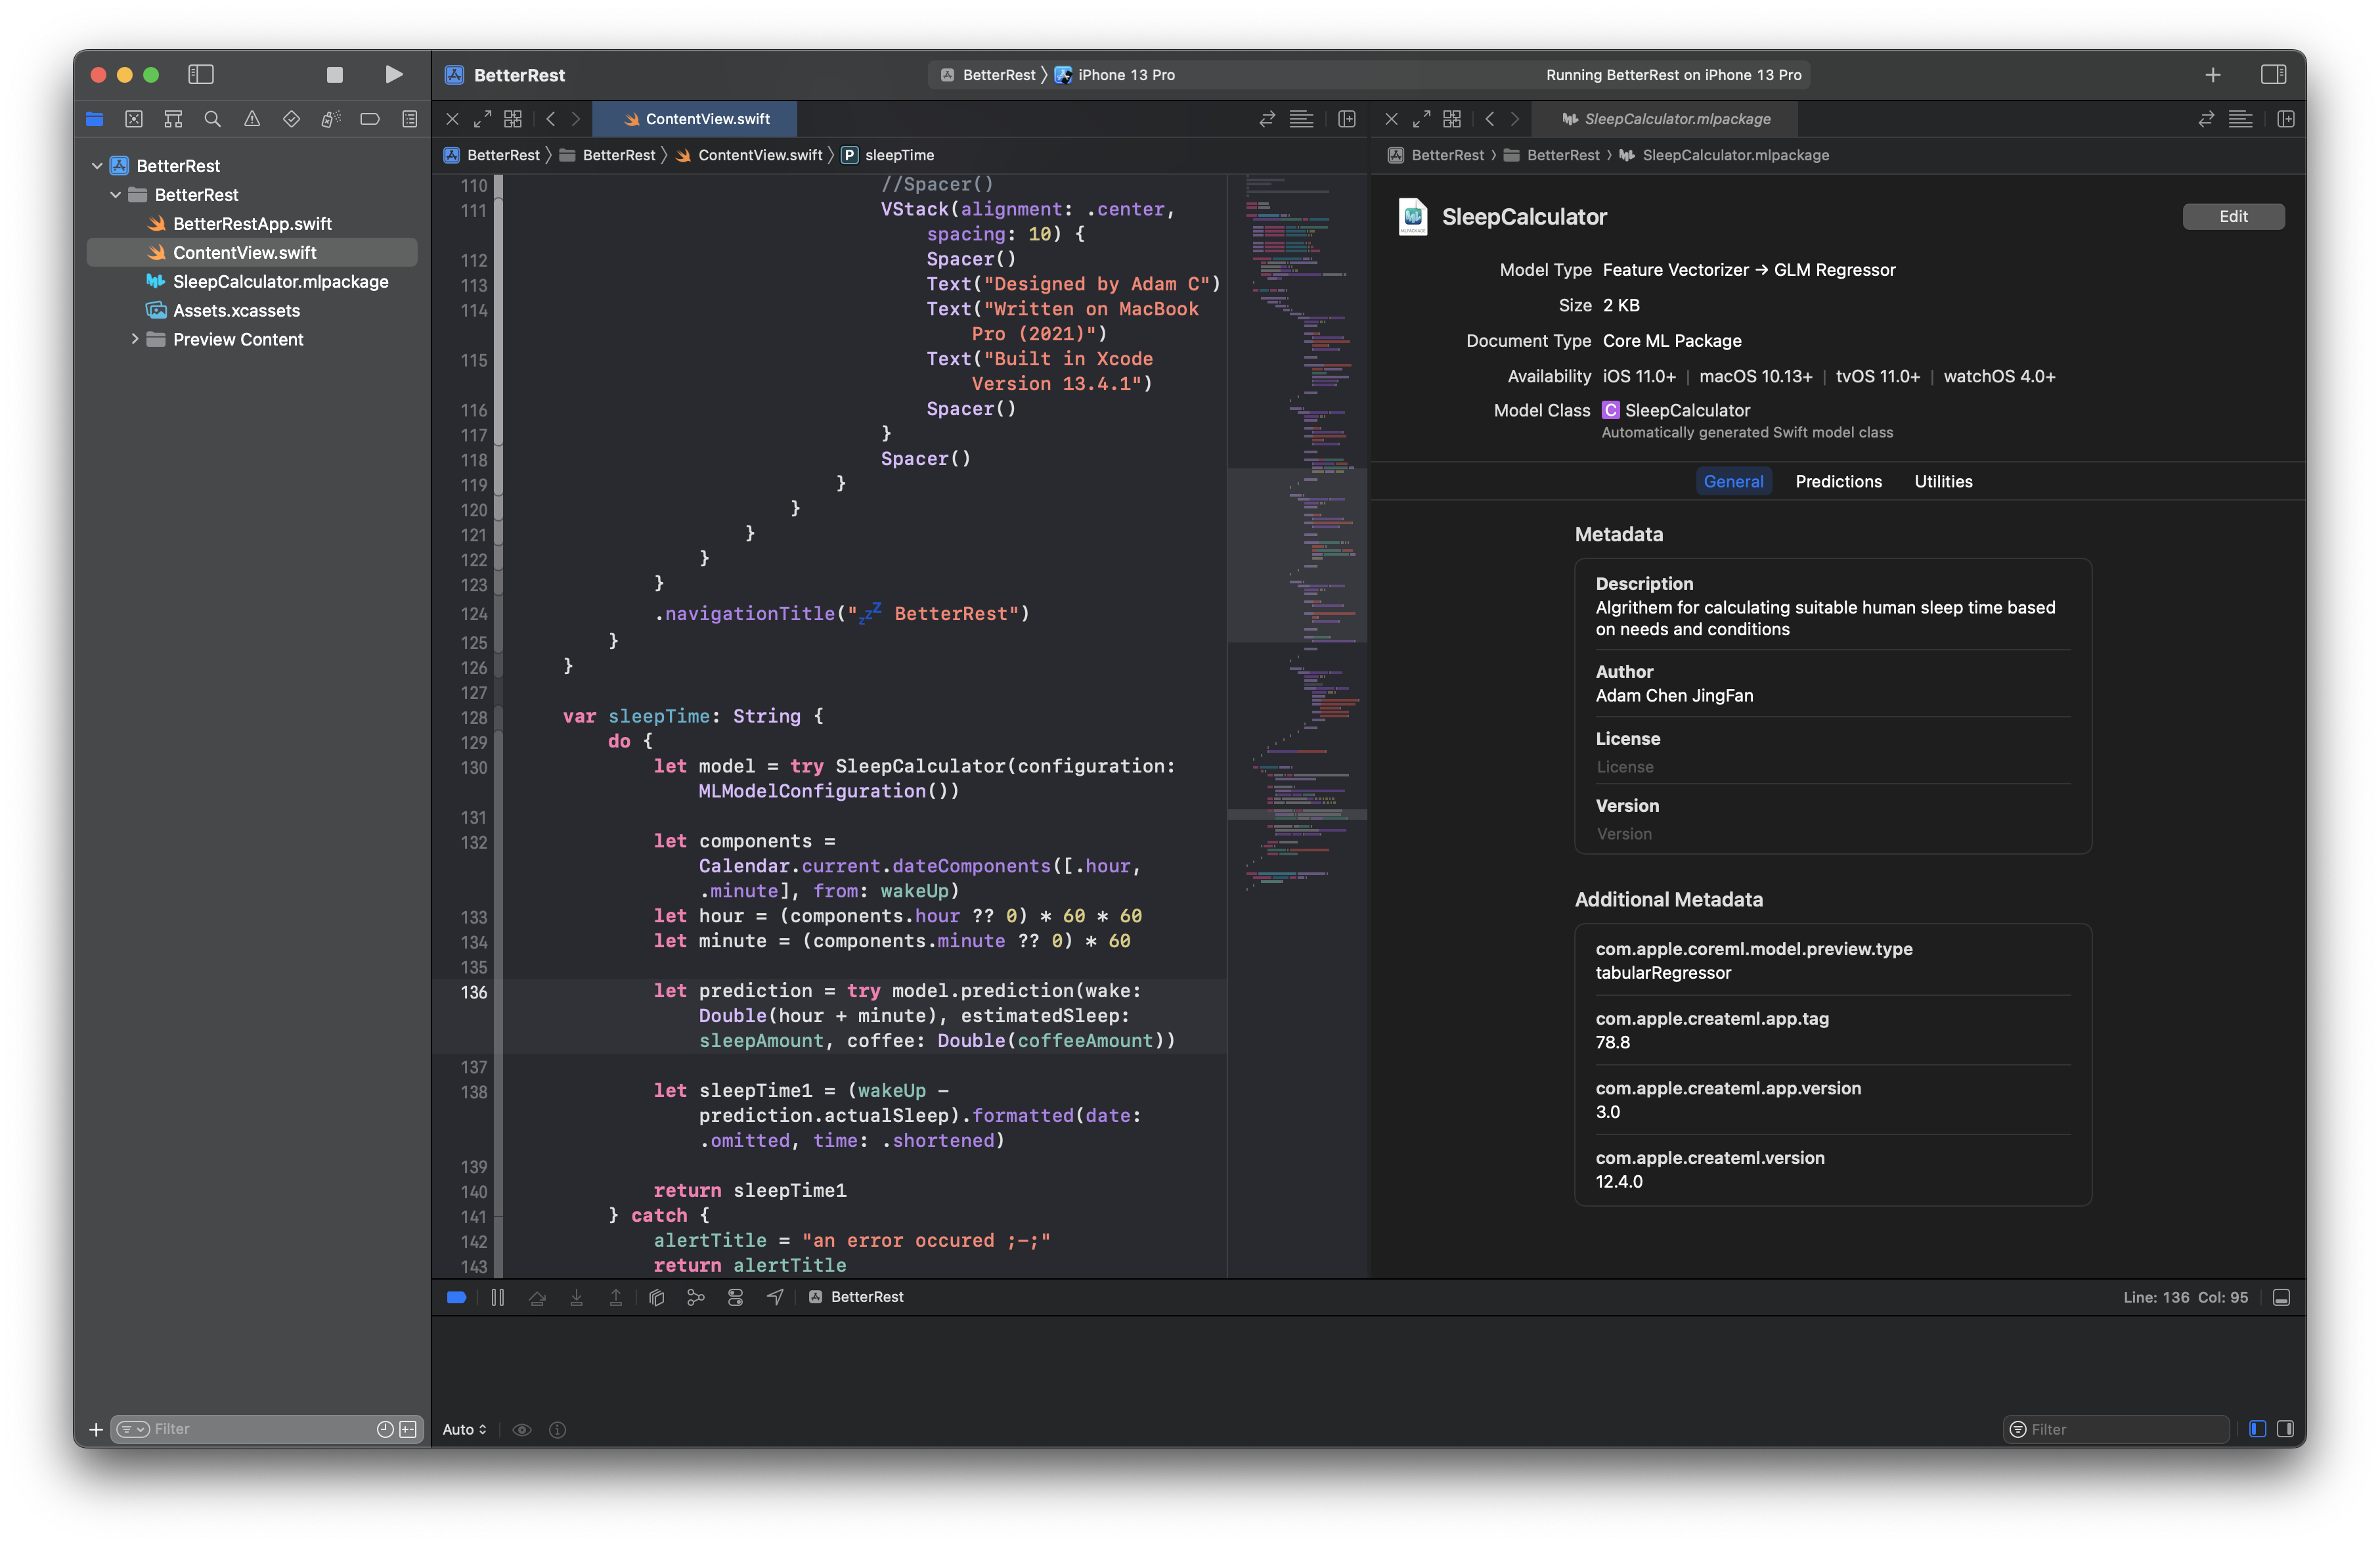 BetterRest
BetterRest
iPhone 13 Pro
Running BetterRest on iPhone 13 Pro
BetterRest
BetterRest
BetterRestApp.swift
ContentView.swift
SleepCalculator.mlpackage
Assets.xcassets
Preview Content
Filter
ContentView.swift
BetterRest
BetterRest
ContentView.swift
P sleepTime
110 //Spacer()
111 VStack(alignment: .center,
spacing: 10) {
112 Spacer()
113 Text("Designed by Adam C")
114 Text("Written on MacBook
Pro (2021)")
115 Text("Built in Xcode
Version 13.4.1")
116 Spacer()
117 }
118 Spacer()
119 }
120 }
121 }
122 }
123 }
124 .navigationTitle("💤 BetterRest")
125 }
126 }
127
128 var sleepTime: String {
129 do {
130 let model = try SleepCalculator(configuration:
MLModelConfiguration())
131
132 let components =
Calendar.current.dateComponents([.hour,
.minute], from: wakeUp)
133 let hour = (components.hour ?? 0) * 60 * 60
134 let minute = (components.minute ?? 0) * 60
135
136 let prediction = try model.prediction(wake:
Double(hour + minute), estimatedSleep:
sleepAmount, coffee: Double(coffeeAmount))
137
138 let sleepTime1 = (wakeUp -
prediction.actualSleep).formatted(date:
.omitted, time: .shortened)
139
140 return sleepTime1
141 } catch {
142 alertTitle = "an error occured ;-;"
143 return alertTitle
SleepCalculator.mlpackage
BetterRest
BetterRest
SleepCalculator.mlpackage
MLPACKAGE
SleepCalculator
Edit
Model Type Feature Vectorizer → GLM Regressor
Size 2 KB
Document Type Core ML Package
Availability iOS 11.0+ | macOS 10.13+ | tvOS 11.0+ | watchOS 4.0+
Model Class C SleepCalculator
Automatically generated Swift model class
General Predictions Utilities
Metadata
Description
Algrithem for calculating suitable human sleep time based
on needs and conditions
Author
Adam Chen JingFan
License
License
Version
Version
Additional Metadata
com.apple.coreml.model.preview.type
tabularRegressor
com.apple.createml.app.tag
78.8
com.apple.createml.app.version
3.0
com.apple.createml.version
12.4.0
BetterRest
Line: 136 Col: 95
Auto
Filter